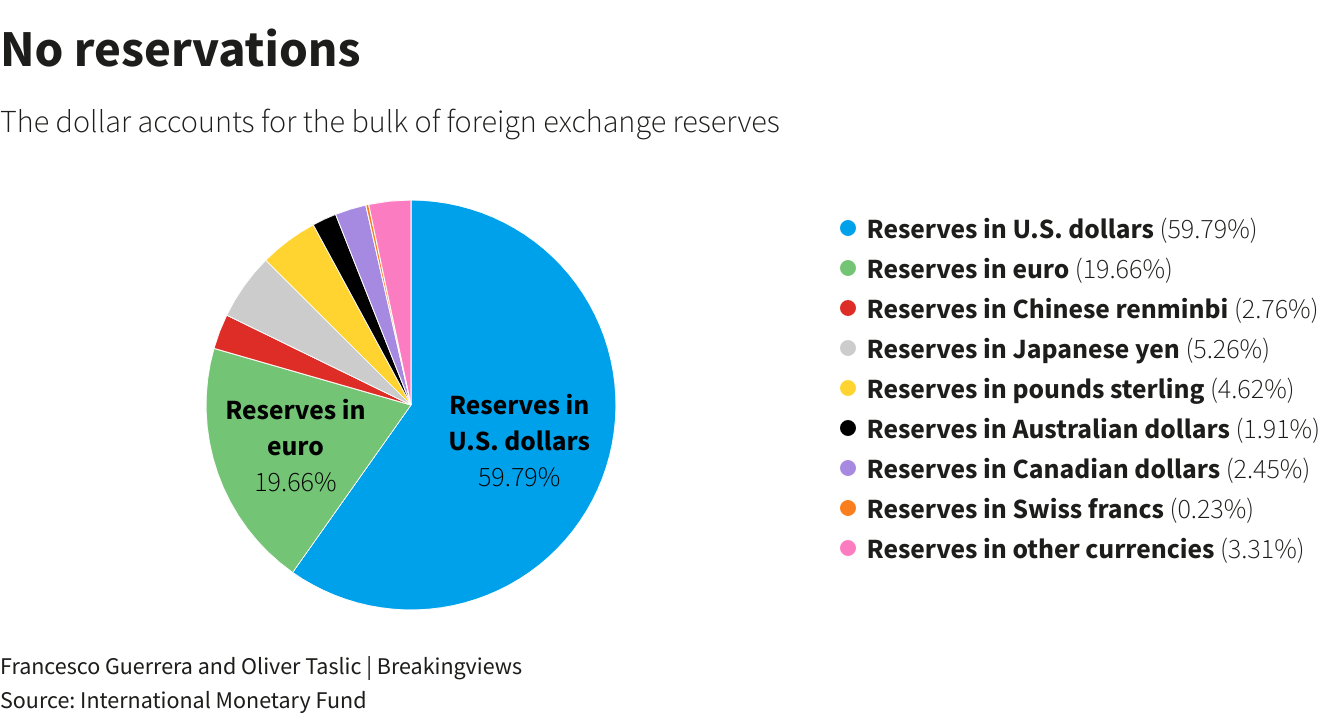 No reservations
The dollar accounts for the bulk of foreign exchange reserves
Reserves in
euro
19.66%
Reserves in
U.S. dollars
59.79%
Reserves in U.S. dollars (59.79%)
Reserves in euro (19.66%)
Reserves in Chinese renminbi (2.76%)
Reserves in Japanese yen (5.26%)
Reserves in pounds sterling (4.62%)
Reserves in Australian dollars (1.91%)
Reserves in Canadian dollars (2.45%)
Reserves in Swiss francs (0.23%)
Reserves in other currencies (3.31%)
Francesco Guerrera and Oliver Taslic | Breakingviews
Source: International Monetary Fund